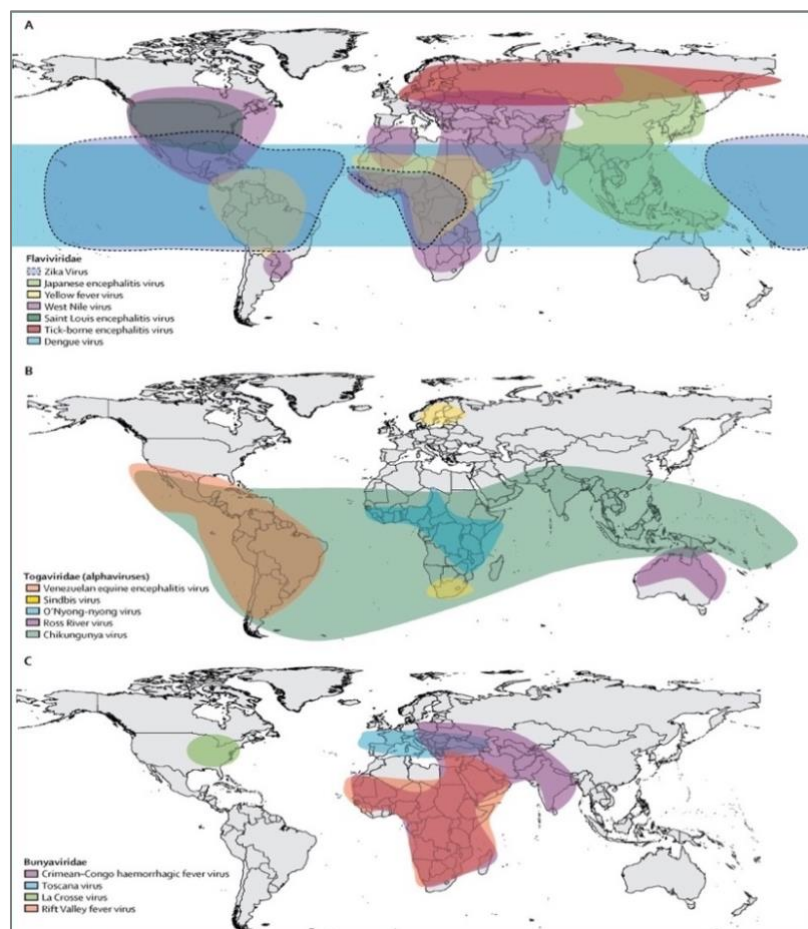 A
Flaviviridae
Zika Virus
Japanese encephalitis virus
Yellow fever virus
West Nile virus
Saint Louis encephalitis virus
Tick-borne encephalitis virus
Dengue virus
B
Togaviridae (alphaviruses)
Venezuelan equine encephalitis virus
Sindbis virus
O'Nyong-nyong virus
Ross River virus
Chikungunya virus
C
Bunyaviridae
Crimean–Congo haemorrhagic fever virus
Toscana virus
La Crosse virus
Rift Valley fever virus